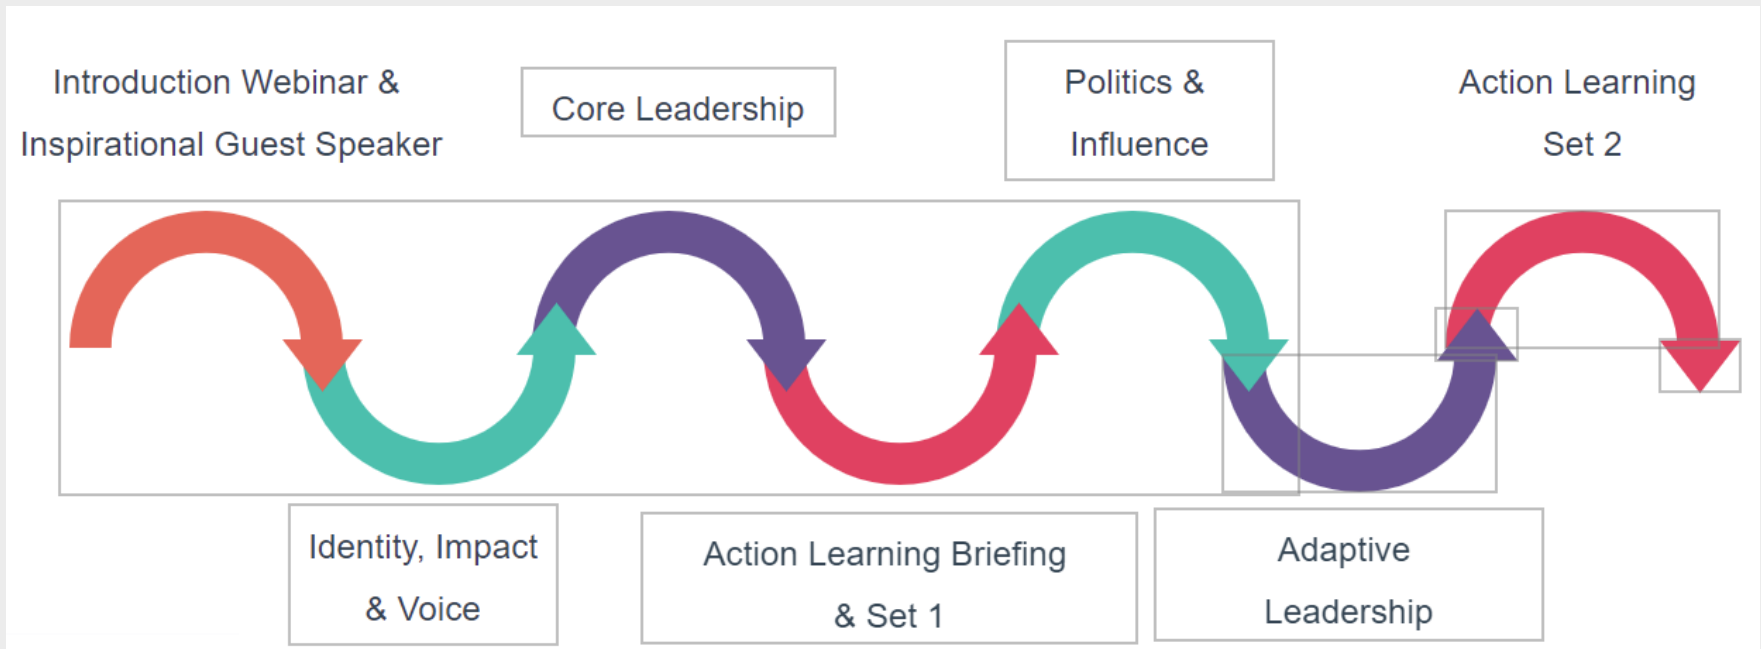 Introduction Webinar &
Inspirational Guest Speaker
Core Leadership
Politics &
Influence
Action Learning
Set 2
Identity, Impact
& Voice
Action Learning Briefing
& Set 1
Adaptive
Leadership